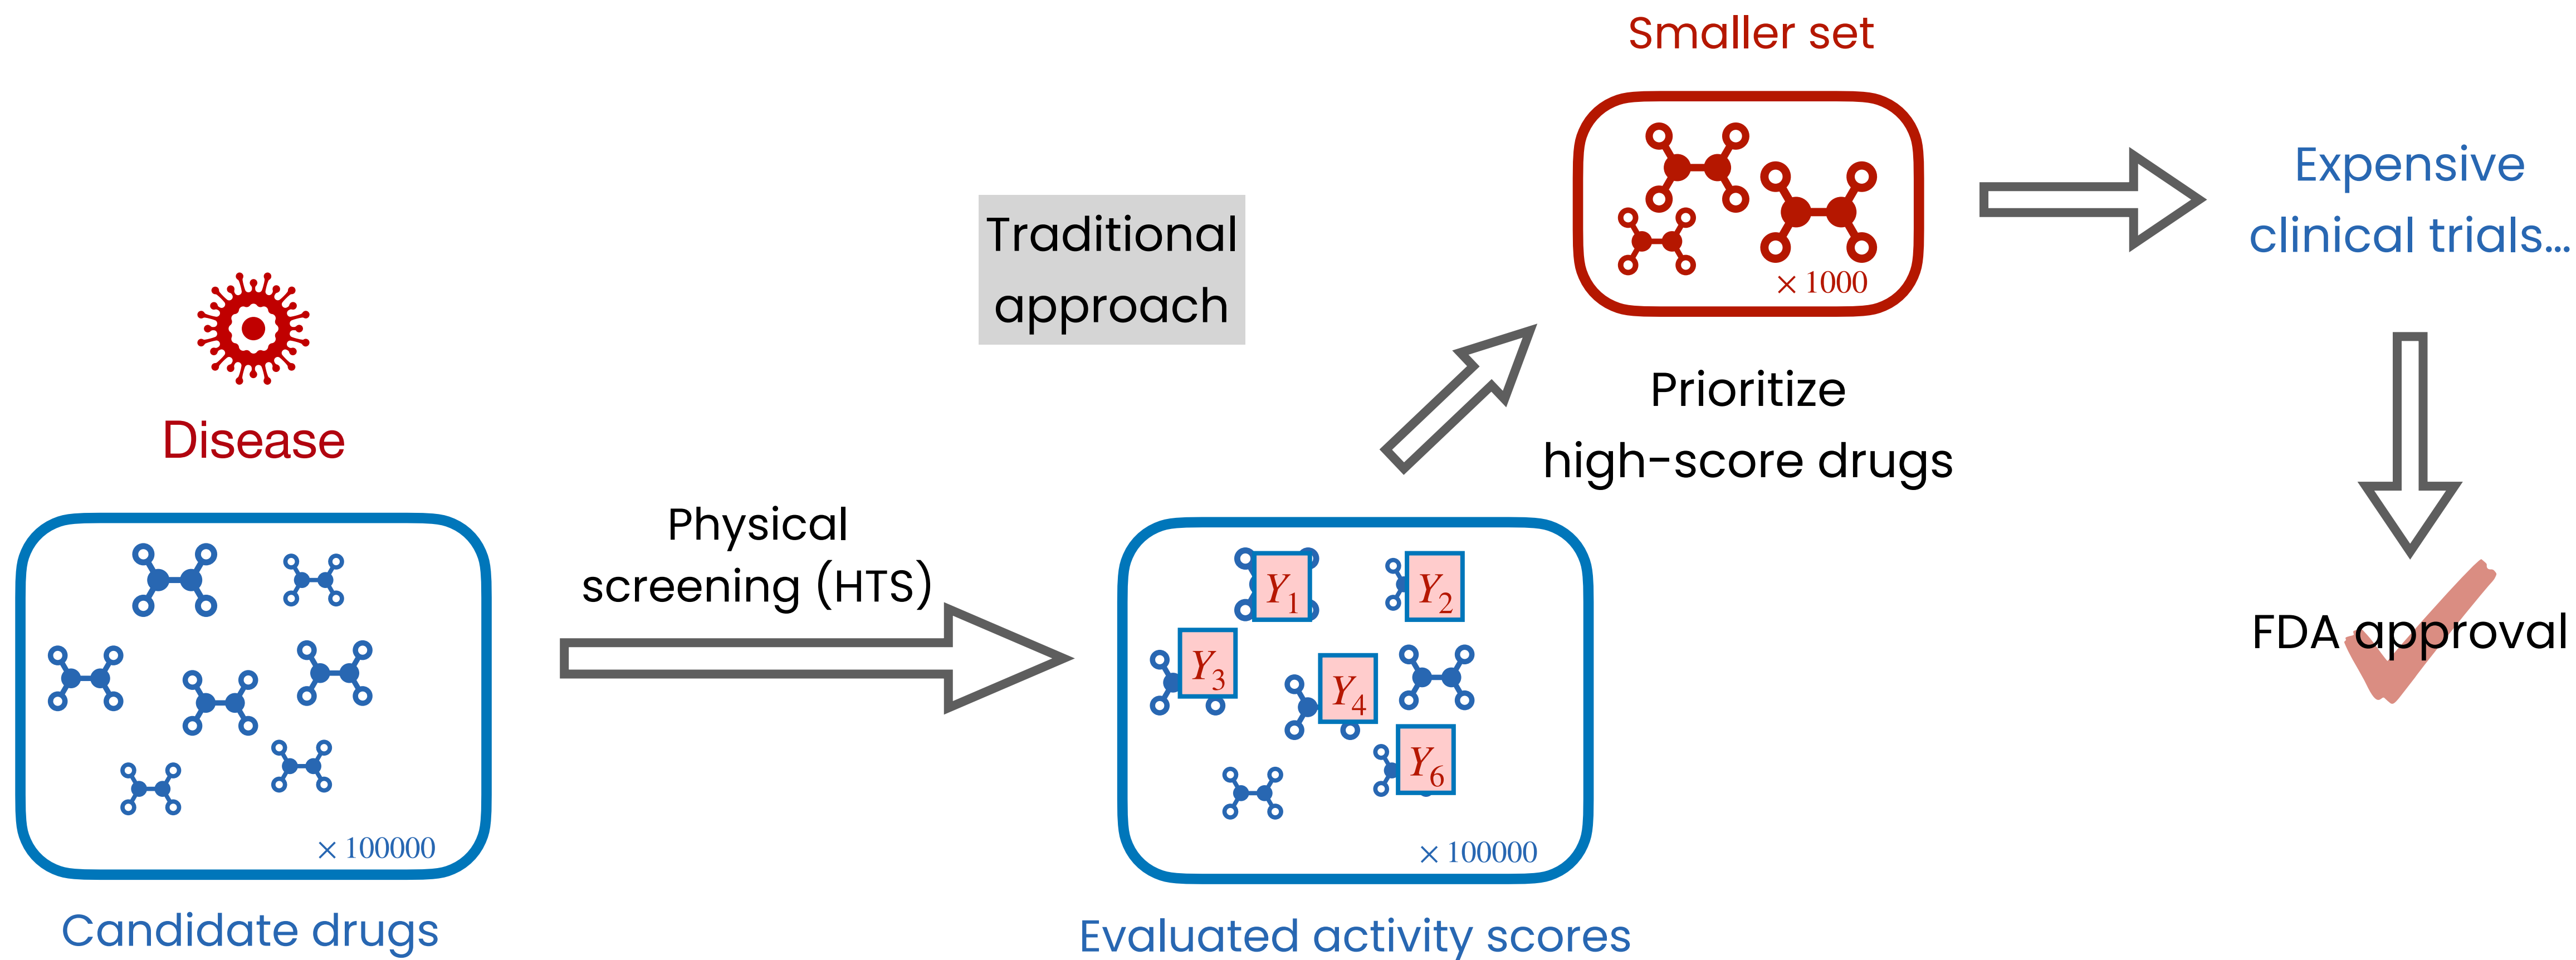 Smaller set
× 1000
Expensive
clinical trials...
Traditional
approach
Prioritize
high-score drugs
Disease
Physical
screening (HTS)
Y1
Y2
Y3
Y4
Y6
FDA approval
× 100000
× 100000
Candidate drugs
Evaluated activity scores